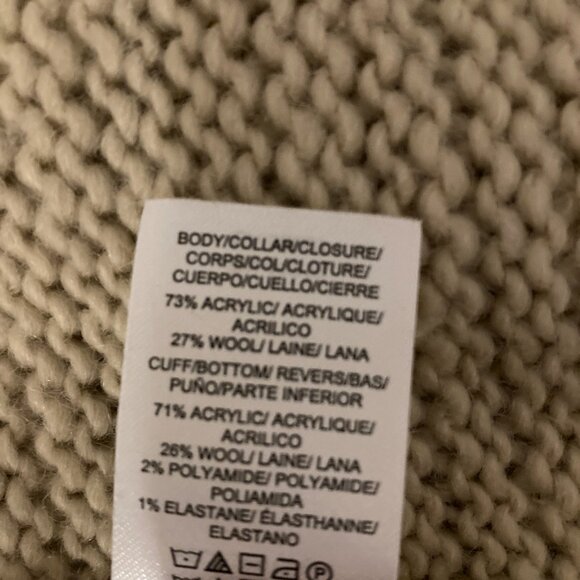 BODY/COLLAR/CLOSURE/
CORPS/COL/CLOTURE/
CUERPO/CUELLO/CIERRE
73% ACRYLIC/ ACRYLIQUE/
ACRILICO
27% WOOL/ LAINE/ LANA
CUFF/BOTTOM/ REVERS/BAS/
PUÑO/PARTE INFERIOR
71% ACRYLIC/ ACRYLIQUE/
ACRILICO
26% WOOL/ LAINE/ LANA
2% POLYAMIDE/ POLYAMIDE/
POLIAMIDA
1% ELASTANE/ ÉLASTHANNE/
ELASTANO
P